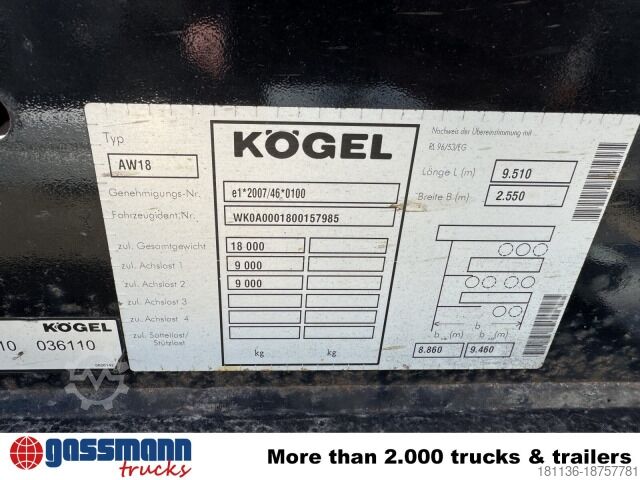 KÖGEL
Typ
AW18
Genehmigungs-Nr.
e1*2007/46*0100
Fahrzeugident.-Nr.
WK0A0001800157985
zul. Gesamtgewicht
18 000
zul. Achslast 1
9 000
zul. Achslast 2
9 000
zul. Achslast 3
zul. Achslast 4
zul. Sattellast/
Stützlast
kg kg
Nachweis der Übereinstimmung mit
RL 96/53/EG
Länge L (m) 9.510
Breite B (m) 2.550
b (m) b b (m)
8.860 9.460
KÖGEL
10 036110
gassmann
trucks
More than 2.000 trucks & trailers
181136-18757781